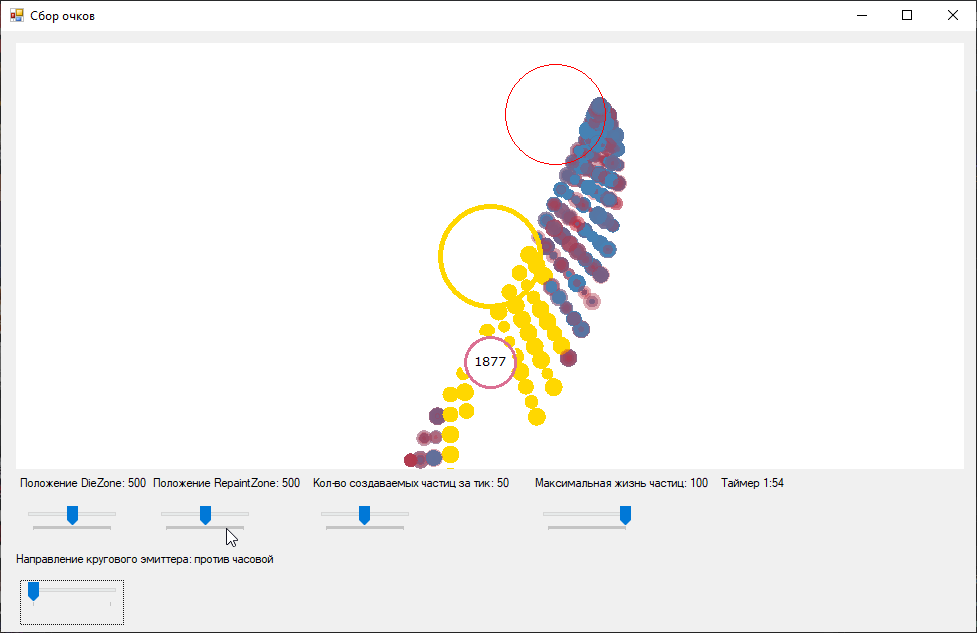 Сбор очков
1877
Положение DieZone: 500 Положение RepaintZone: 500 Кол-во создаваемых частиц за тик: 50 Максимальная жизнь частиц: 100 Таймер 1:54
Направление кругового эмиттера: против часовой